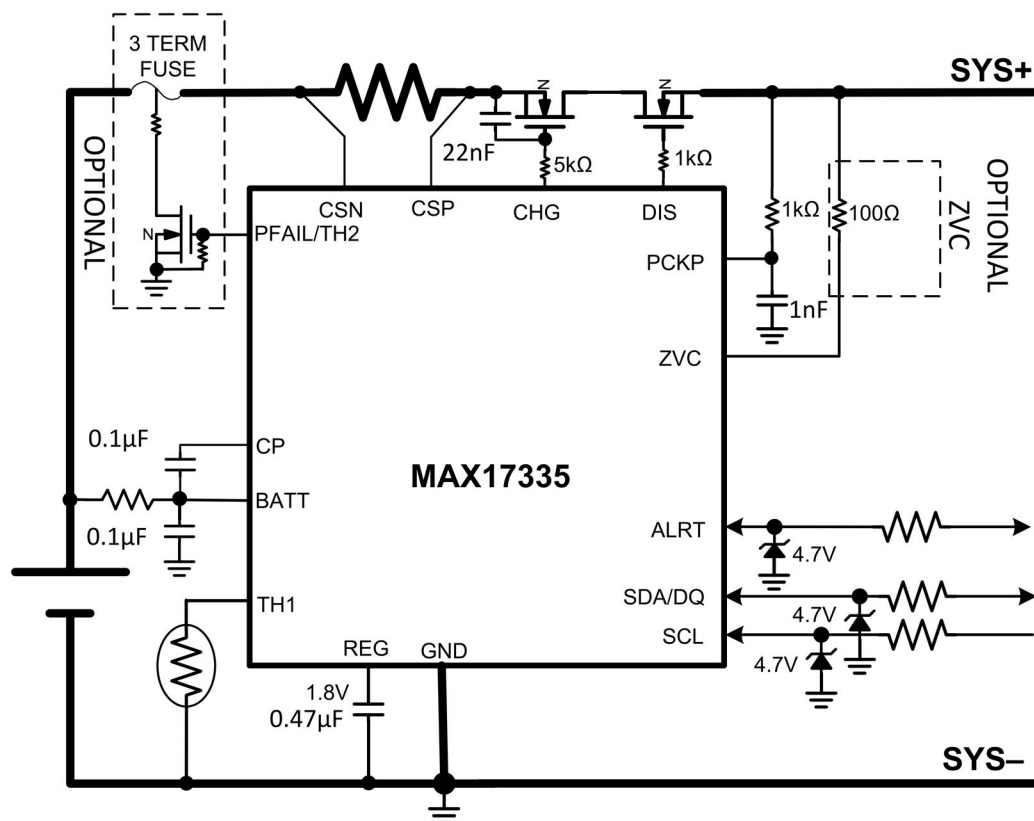 3 TERM
FUSE
SYS+
OPTIONAL
22nF
N
N
5kΩ
1kΩ
CSN
CSP
CHG
DIS
1kΩ
100Ω
OPTIONAL
ZVC
N
PFAIL/TH2
PCKP
1nF
ZVC
0.1µF
CP
MAX17335
BATT
0.1µF
ALRT
4.7V
TH1
SDA/DQ
4.7V
SCL
REG
GND
4.7V
1.8V
0.47µF
SYS–